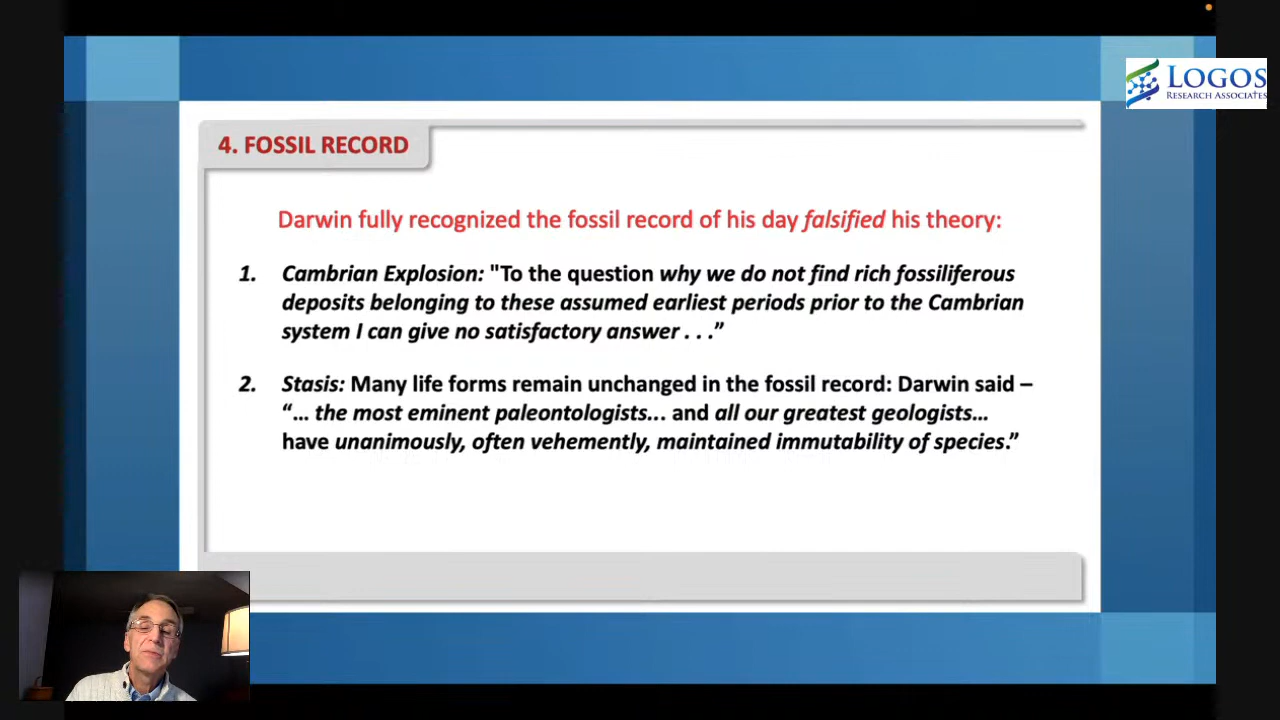 LOGOS
RESEARCH ASSOCIATES
4. FOSSIL RECORD
Darwin fully recognized the fossil record of his day falsified his theory:
1. Cambrian Explosion: "To the question why we do not find rich fossiliferous
deposits belonging to these assumed earliest periods prior to the Cambrian
system I can give no satisfactory answer . . .”
2. Stasis: Many life forms remain unchanged in the fossil record: Darwin said –
“… the most eminent paleontologists... and all our greatest geologists…
have unanimously, often vehemently, maintained immutability of species.”